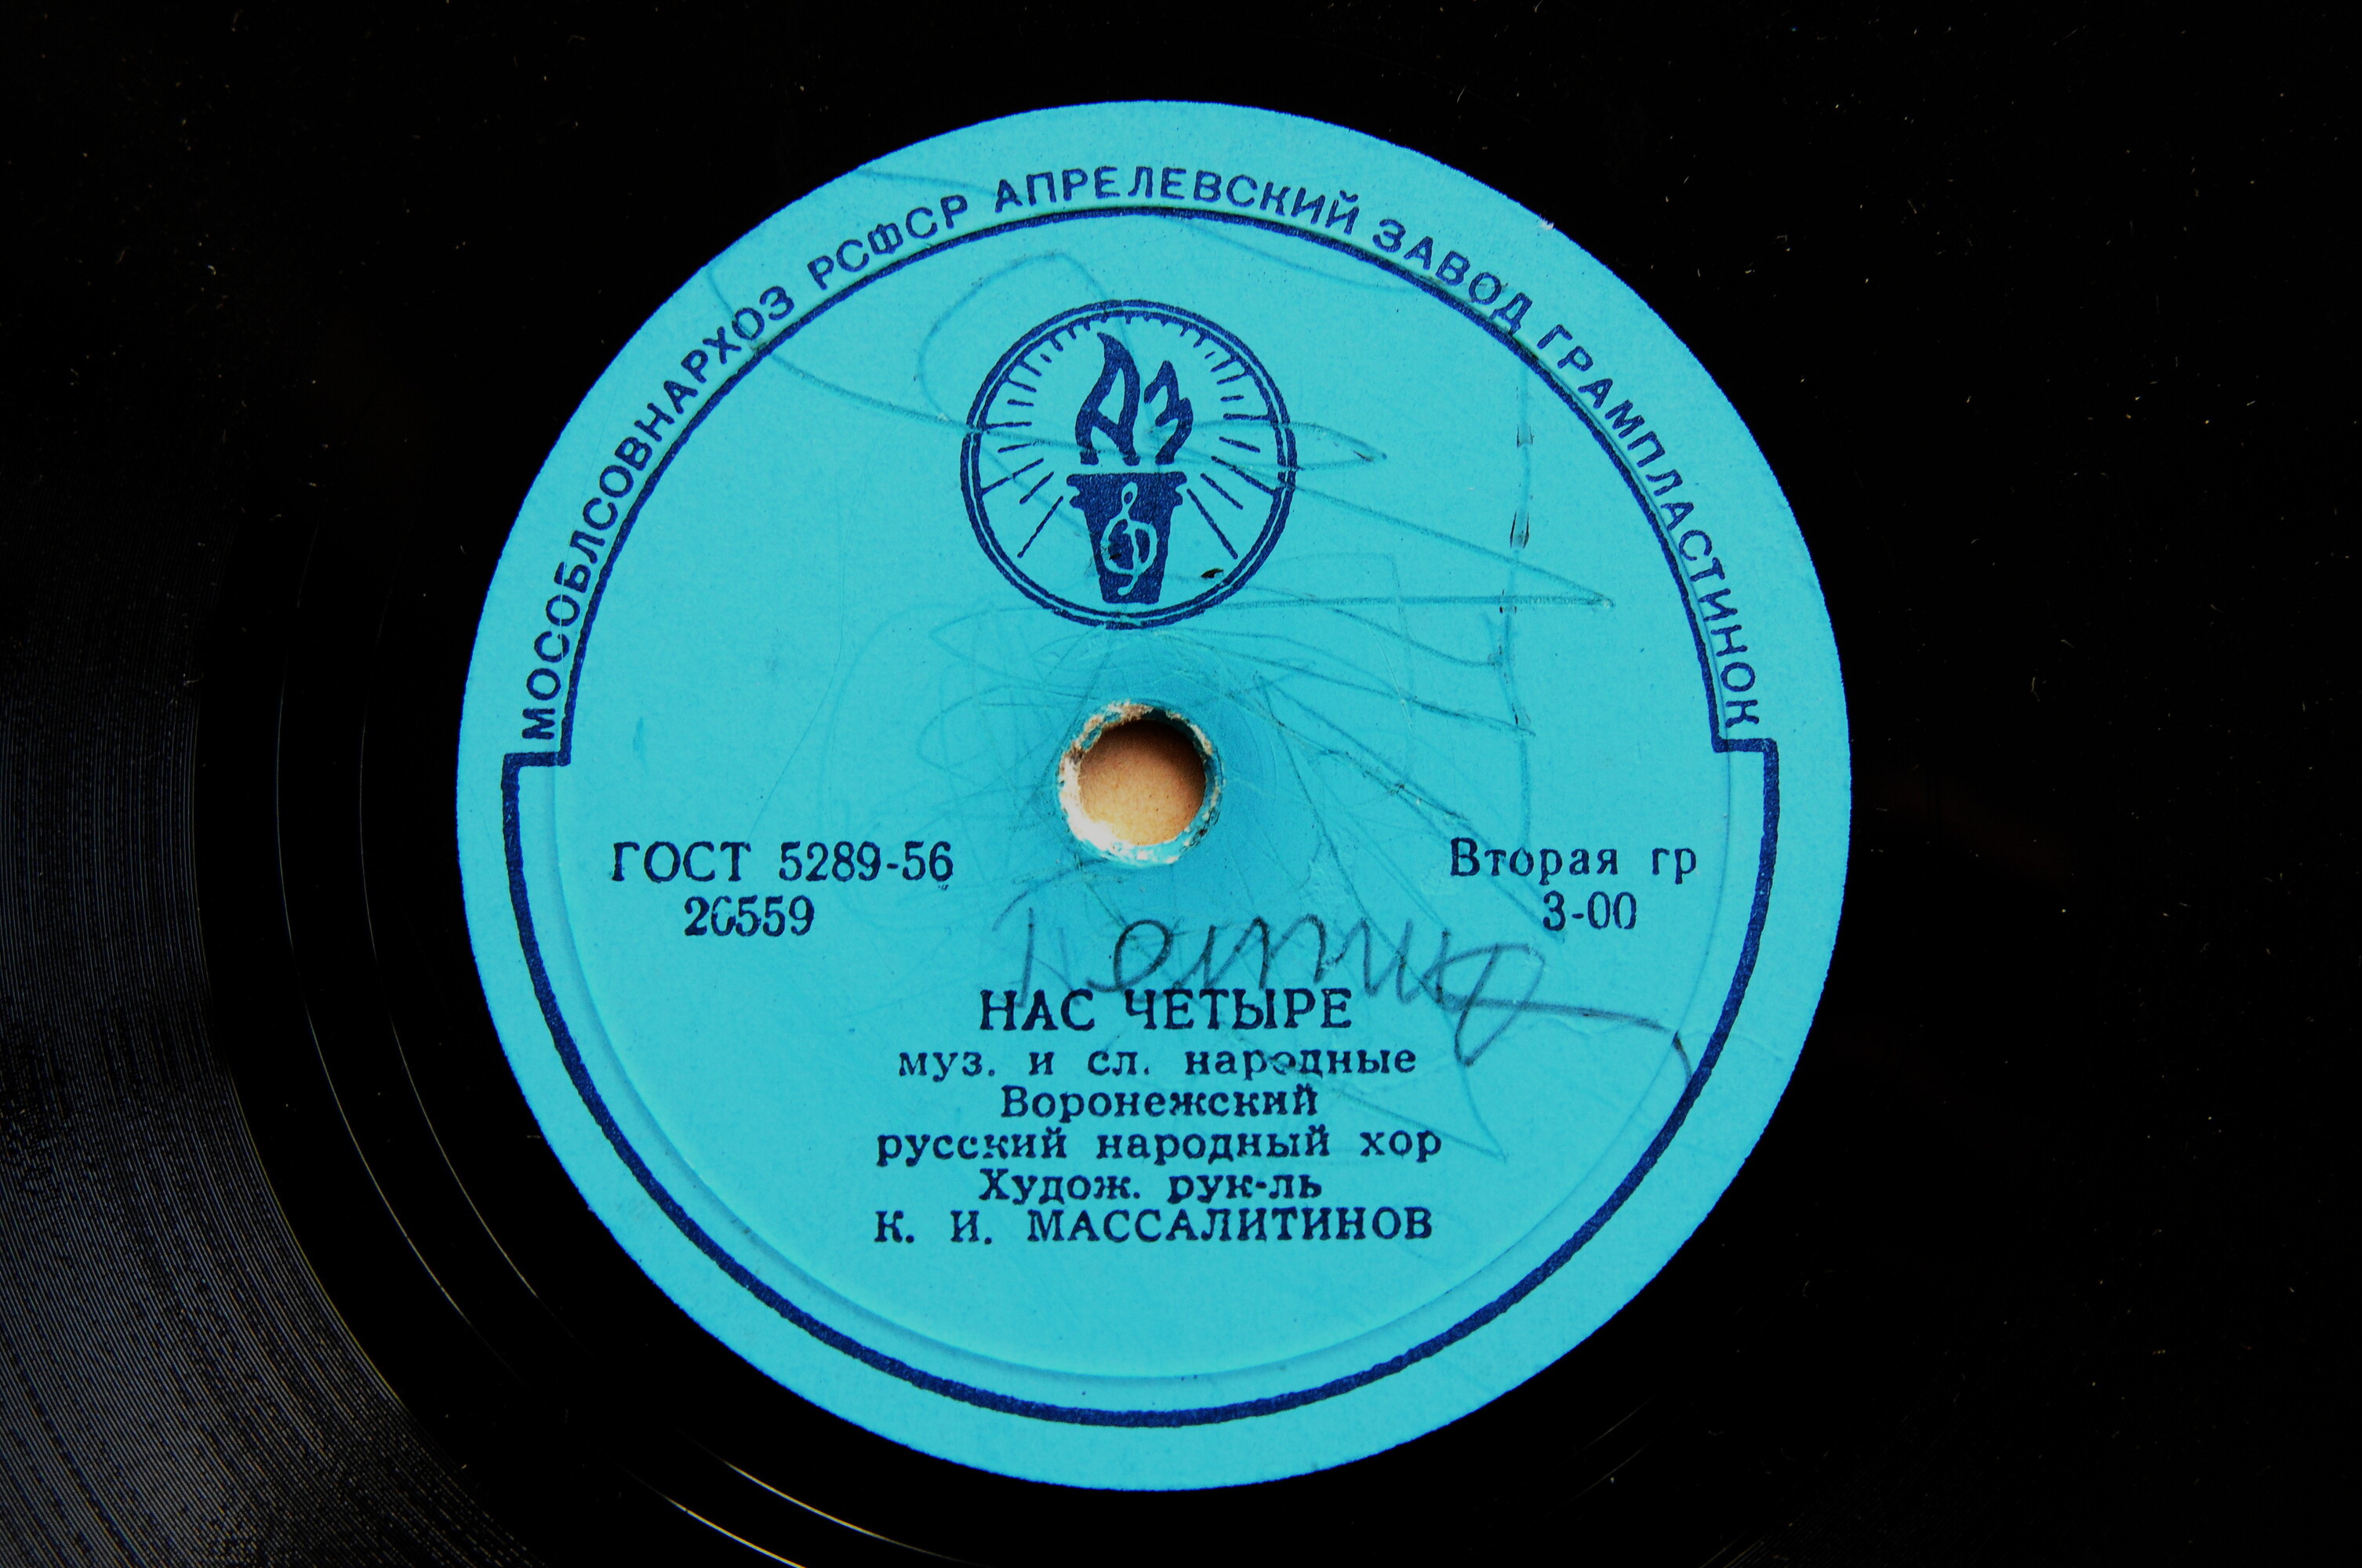 МОСОБЛСОВНАРХОЗ РСФСР АПРЕЛЕВСКИЙ ЗАВОД ГРАМПЛАСТИНОК
АЗ
ГОСТ 5289-56
Вторая гр
26559
3-00
НАС ЧЕТЫРЕ
муз. и сл. народные
Воронежский
русский народный хор
Худож. рук-ль
К. И. МАССАЛИТИНОВ